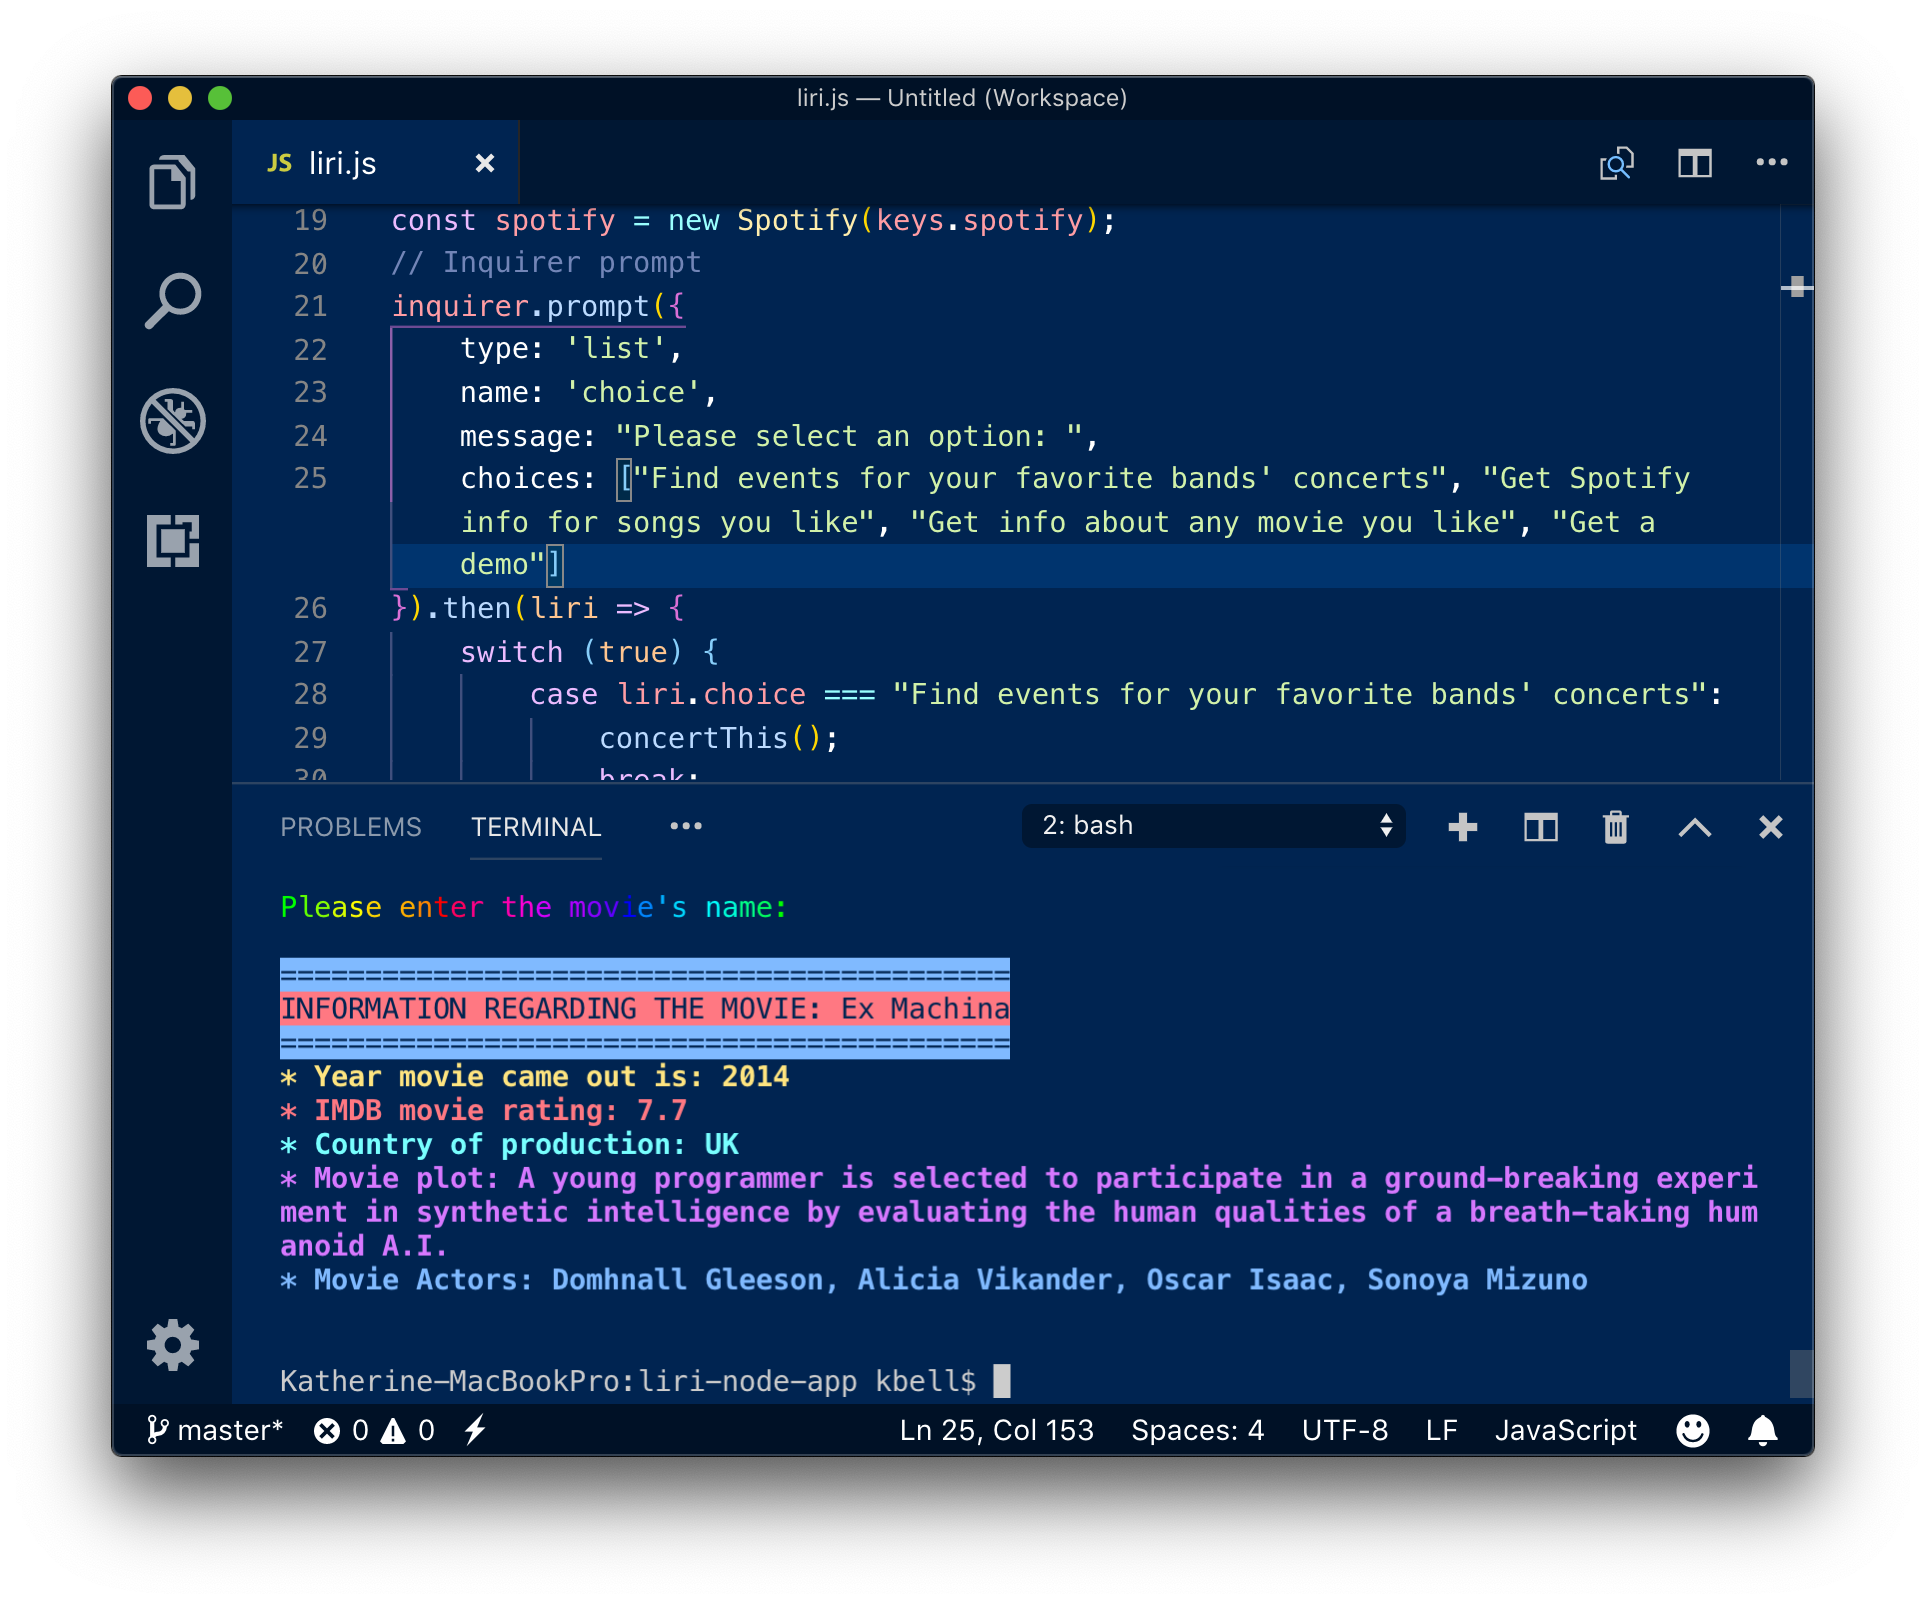 liri.js — Untitled (Workspace)
JS liri.js
19 const spotify = new Spotify(keys.spotify);
20 // Inquirer prompt
21 inquirer.prompt({
22 type: 'list',
23 name: 'choice',
24 message: "Please select an option: ",
25 choices: ["Find events for your favorite bands' concerts", "Get Spotify
info for songs you like", "Get info about any movie you like", "Get a
demo"]
26 }).then(liri => {
27 switch (true) {
28 case liri.choice === "Find events for your favorite bands' concerts":
29 concertThis();
30 break;
PROBLEMS TERMINAL 2: bash
Please enter the movie's name:
===========================================
INFORMATION REGARDING THE MOVIE: Ex Machina
===========================================
* Year movie came out is: 2014
* IMDB movie rating: 7.7
* Country of production: UK
* Movie plot: A young programmer is selected to participate in a ground-breaking experi
ment in synthetic intelligence by evaluating the human qualities of a breath-taking hum
anoid A.I.
* Movie Actors: Domhnall Gleeson, Alicia Vikander, Oscar Isaac, Sonoya Mizuno
Katherine-MacBookPro:liri-node-app kbell$
master* 0 0 Ln 25, Col 153 Spaces: 4 UTF-8 LF JavaScript